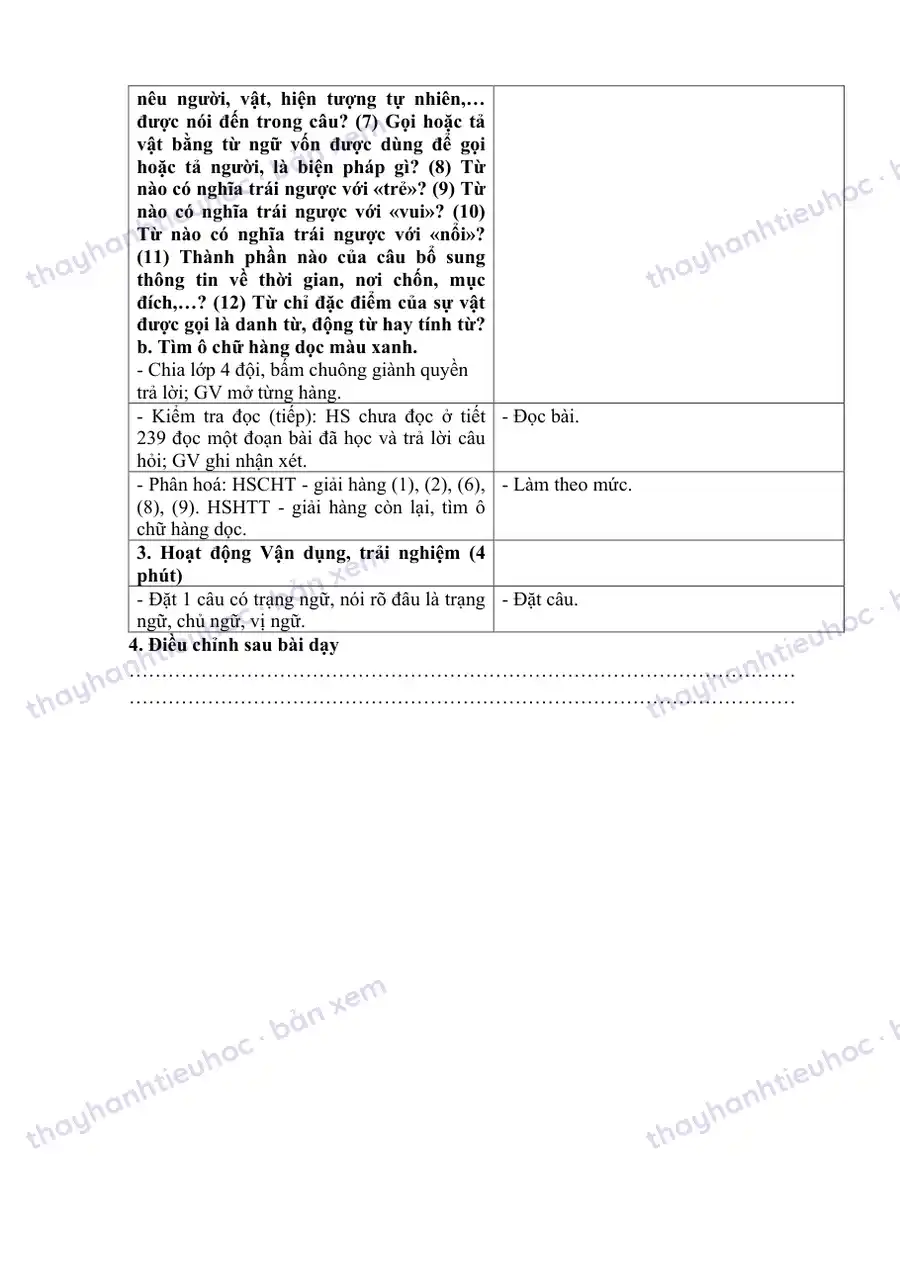 nêu người, vật, hiện tượng tự nhiên,…
được nói đến trong câu? (7) Gọi hoặc tả
vật bằng từ ngữ vốn được dùng để gọi
hoặc tả người, là biện pháp gì? (8) Từ
nào có nghĩa trái ngược với «trẻ»? (9) Từ
nào có nghĩa trái ngược với «vui»? (10)
Từ nào có nghĩa trái ngược với «nổi»?
(11) Thành phần nào của câu bổ sung
thông tin về thời gian, nơi chốn, mục
đích,…? (12) Từ chỉ đặc điểm của sự vật
được gọi là danh từ, động từ hay tính từ?
b. Tìm ô chữ hàng dọc màu xanh.
- Chia lớp 4 đội, bấm chuông giành quyền
trả lời; GV mở từng hàng.
- Kiểm tra đọc (tiếp): HS chưa đọc ở tiết
239 đọc một đoạn bài đã học và trả lời câu
hỏi; GV ghi nhận xét.
- Đọc bài.
- Phân hoá: HSCHT - giải hàng (1), (2), (6),
(8), (9). HSHTT - giải hàng còn lại, tìm ô
chữ hàng dọc.
- Làm theo mức.
3. Hoạt động Vận dụng, trải nghiệm (4
phút)
- Đặt 1 câu có trạng ngữ, nói rõ đâu là trạng
ngữ, chủ ngữ, vị ngữ.
- Đặt câu.
4. Điều chỉnh sau bài dạy
……………………………………………………………………………………………
……………………………………………………………………………………………
thayhanhtieuhoc · bản xem
thayhanhtieuhoc · b
thayhanhtieuhoc · bản xem
thayhanhtieuhoc · b
thayhanhtieuhoc · bản xem
thayhanhtieuhoc · b